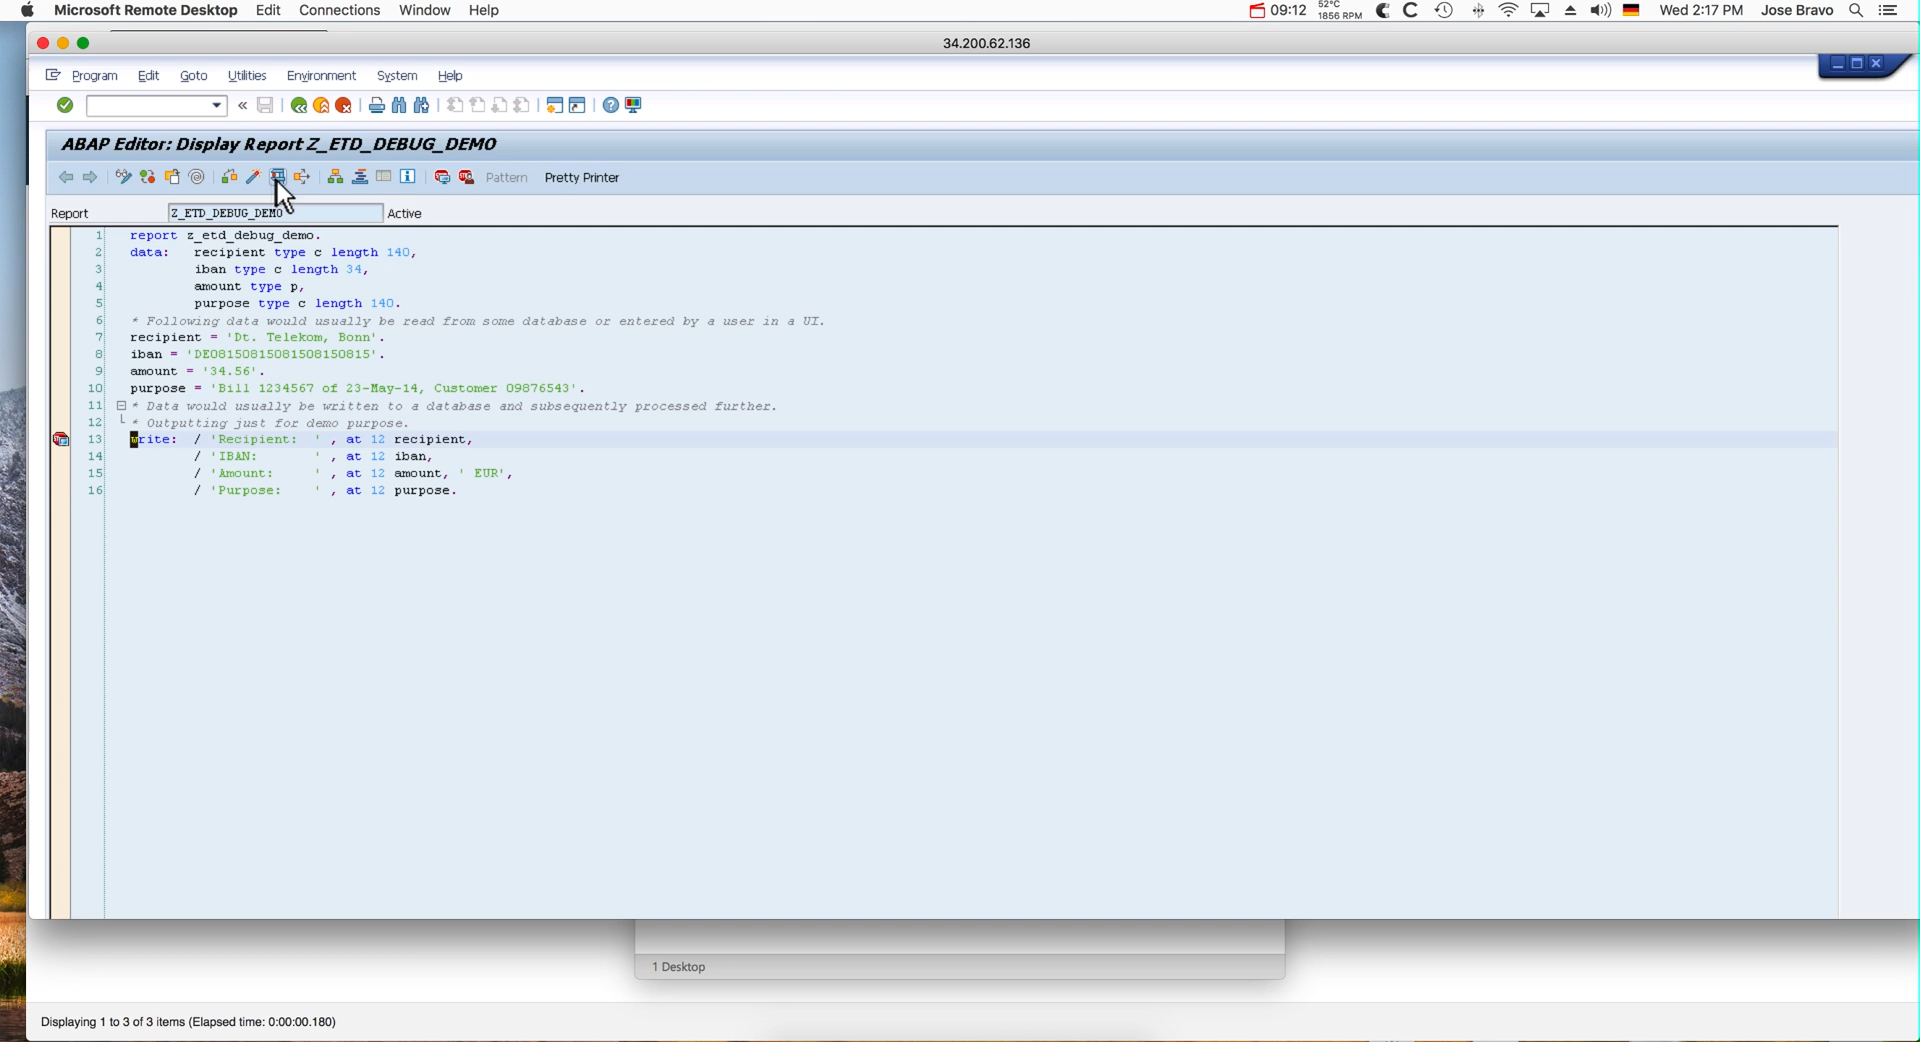 Microsoft Remote Desktop Edit Connections Window Help 09:12 52°C 1856 RPM Wed 2:17 PM Jose Bravo
34.200.62.136
Program Edit Goto Utilities Environment System Help
ABAP Editor: Display Report Z_ETD_DEBUG_DEMO
Pattern Pretty Printer
Report Z_ETD_DEBUG_DEMO Active
1 report z_etd_debug_demo.
2 data: recipient type c length 140,
3 iban type c length 34,
4 amount type p,
5 purpose type c length 140.
6 * Following data would usually be read from some database or entered by a user in a UI.
7 recipient = 'Dt. Telekom, Bonn'.
8 iban = 'DE08150815081508150815'.
9 amount = '34.56'.
10 purpose = 'Bill 1234567 of 23-May-14, Customer 09876543'.
11 * Data would usually be written to a database and subsequently processed further.
12 * Outputting just for demo purpose.
13 write: / 'Recipient: ' , at 12 recipient,
14 / 'IBAN: ' , at 12 iban,
15 / 'Amount: ' , at 12 amount, ' EUR',
16 / 'Purpose: ' , at 12 purpose.
1 Desktop
Displaying 1 to 3 of 3 items (Elapsed time: 0:00:00.180)